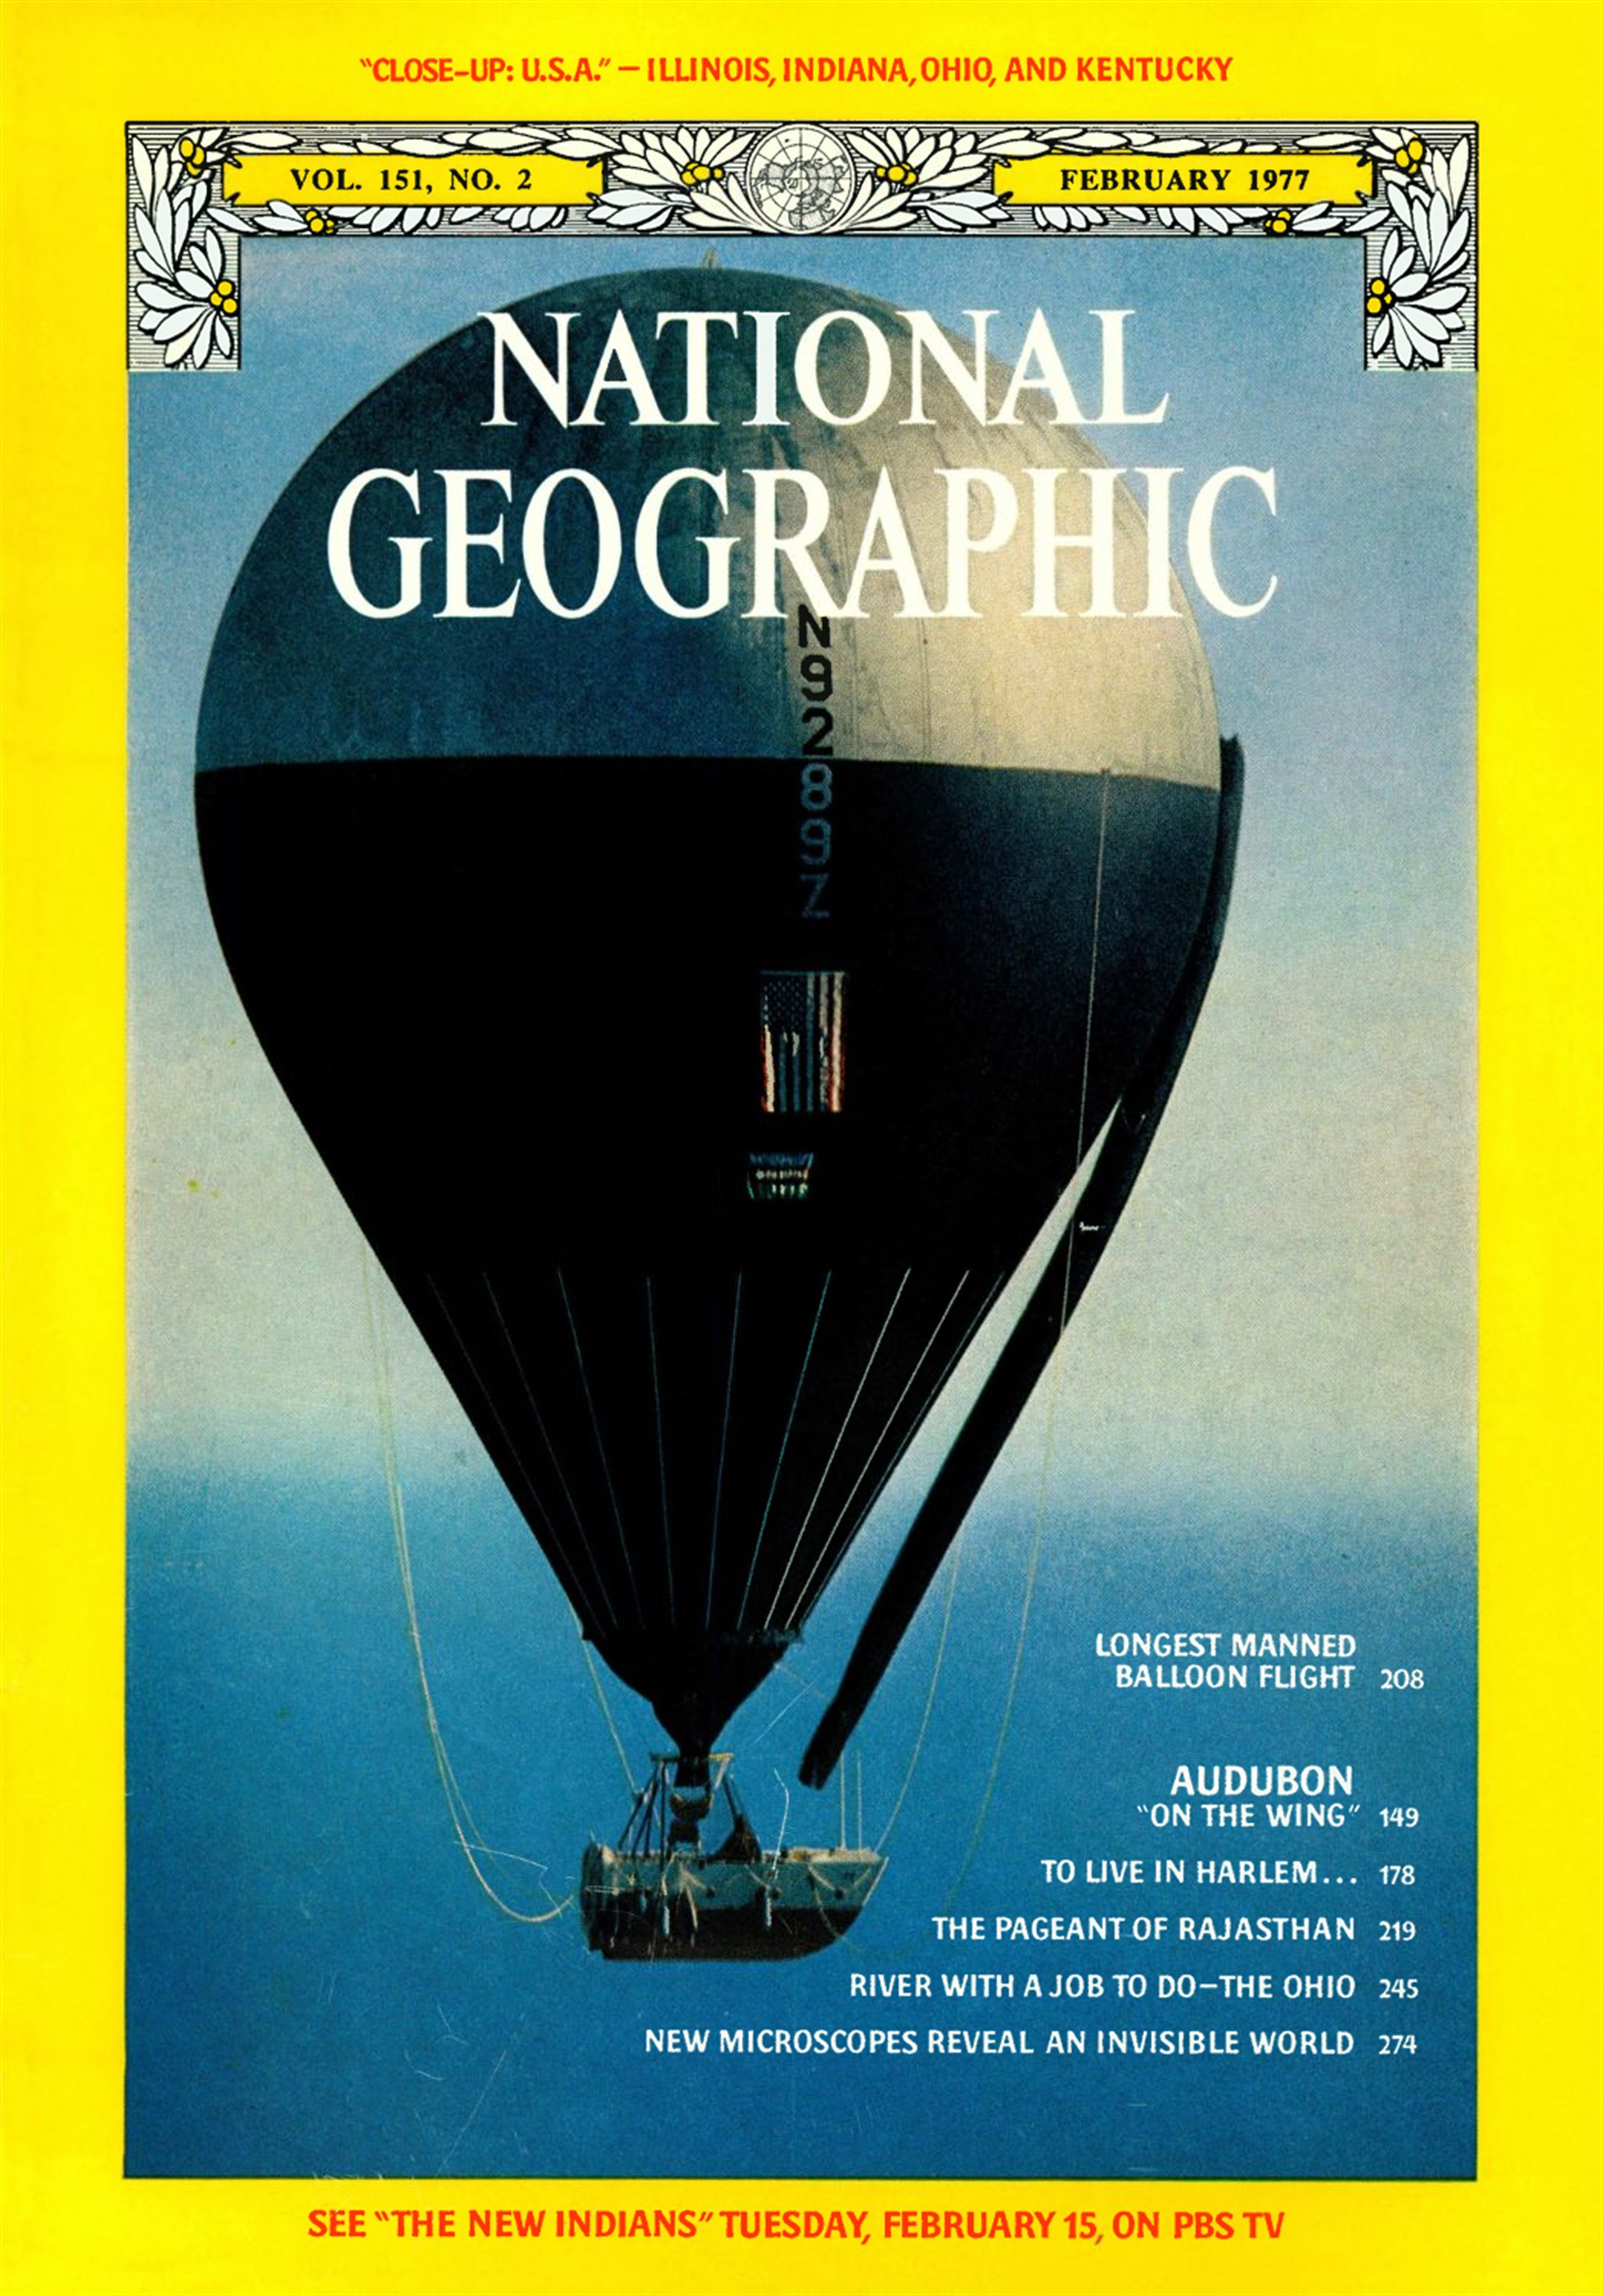 "CLOSE-UP: U.S.A." — ILLINOIS, INDIANA, OHIO, AND KENTUCKY
VOL. 151, NO. 2
FEBRUARY 1977
NATIONAL
GEOGRAPHIC
N9289Z
LONGEST MANNED
BALLOON FLIGHT 208
AUDUBON
"ON THE WING" 149
TO LIVE IN HARLEM... 178
THE PAGEANT OF RAJASTHAN 219
RIVER WITH A JOB TO DO—THE OHIO 245
NEW MICROSCOPES REVEAL AN INVISIBLE WORLD 274
SEE "THE NEW INDIANS" TUESDAY, FEBRUARY 15, ON PBS TV